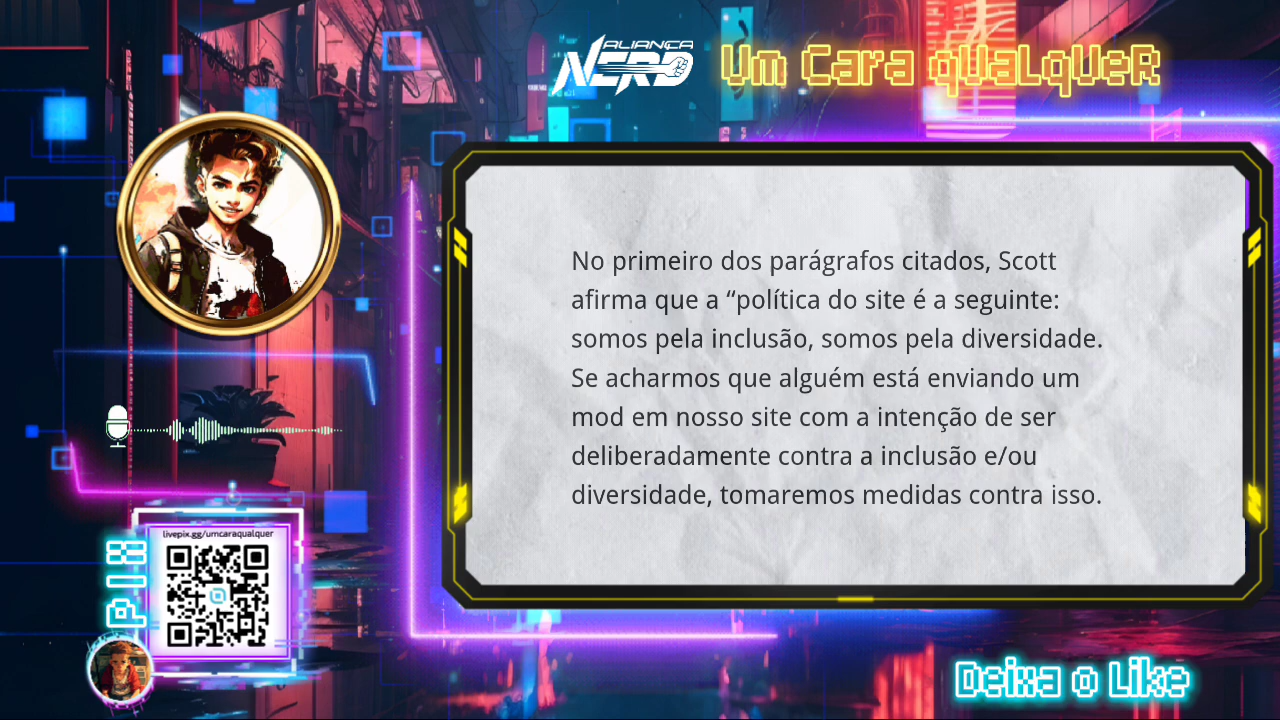 ALIANÇA
NERD
Um Cara qUaLqUeR
No primeiro dos parágrafos citados, Scott
afirma que a “política do site é a seguinte:
somos pela inclusão, somos pela diversidade.
Se acharmos que alguém está enviando um
mod em nosso site com a intenção de ser
deliberadamente contra a inclusão e/ou
diversidade, tomaremos medidas contra isso.
livepix.gg/umcaraqualquer
PIX
Deixa o Like